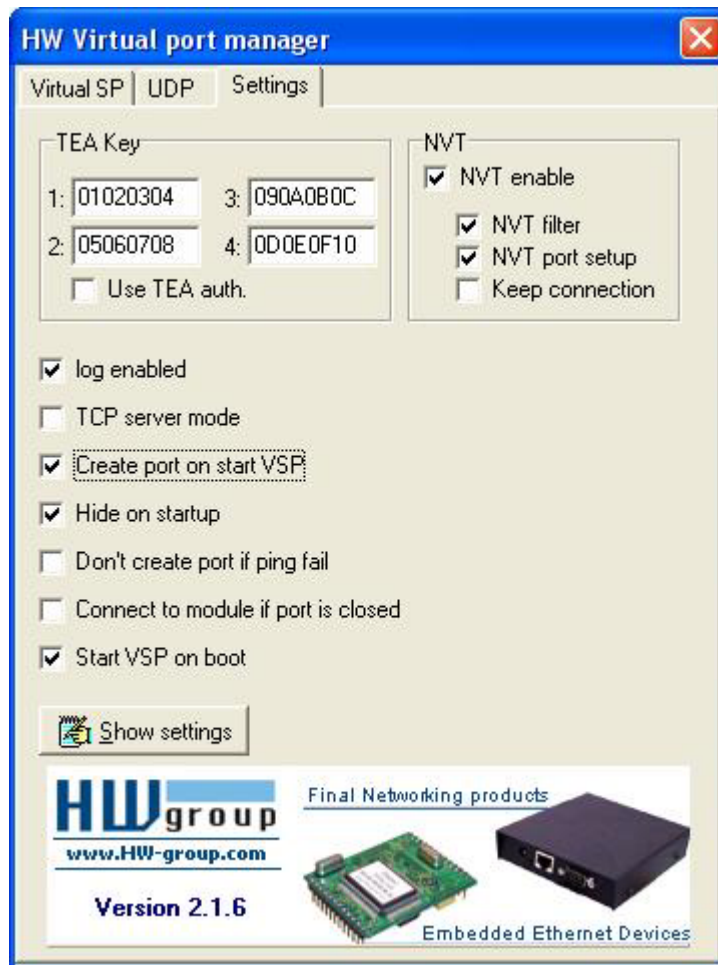 HW Virtual port manager
Virtual SP UDP Settings
TEA Key
1: 01020304 3: 090A0B0C
2: 05060708 4: 0D0E0F10
Use TEA auth.
NVT
NVT enable
NVT filter
NVT port setup
Keep connection
log enabled
TCP server mode
Create port on start VSP
Hide on startup
Don't create port if ping fail
Connect to module if port is closed
Start VSP on boot
Show settings
HW group
www.HW-group.com
Version 2.1.6
Final Networking products
Embedded Ethernet Devices